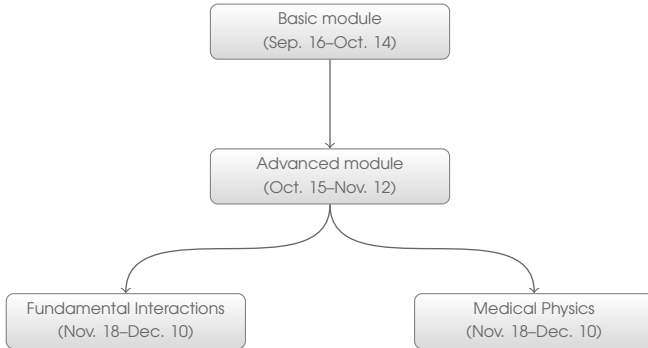 Basic module
(Sep. 16–Oct. 14)
Advanced module
(Oct. 15–Nov. 12)
Fundamental Interactions
(Nov. 18–Dec. 10)
Medical Physics
(Nov. 18–Dec. 10)